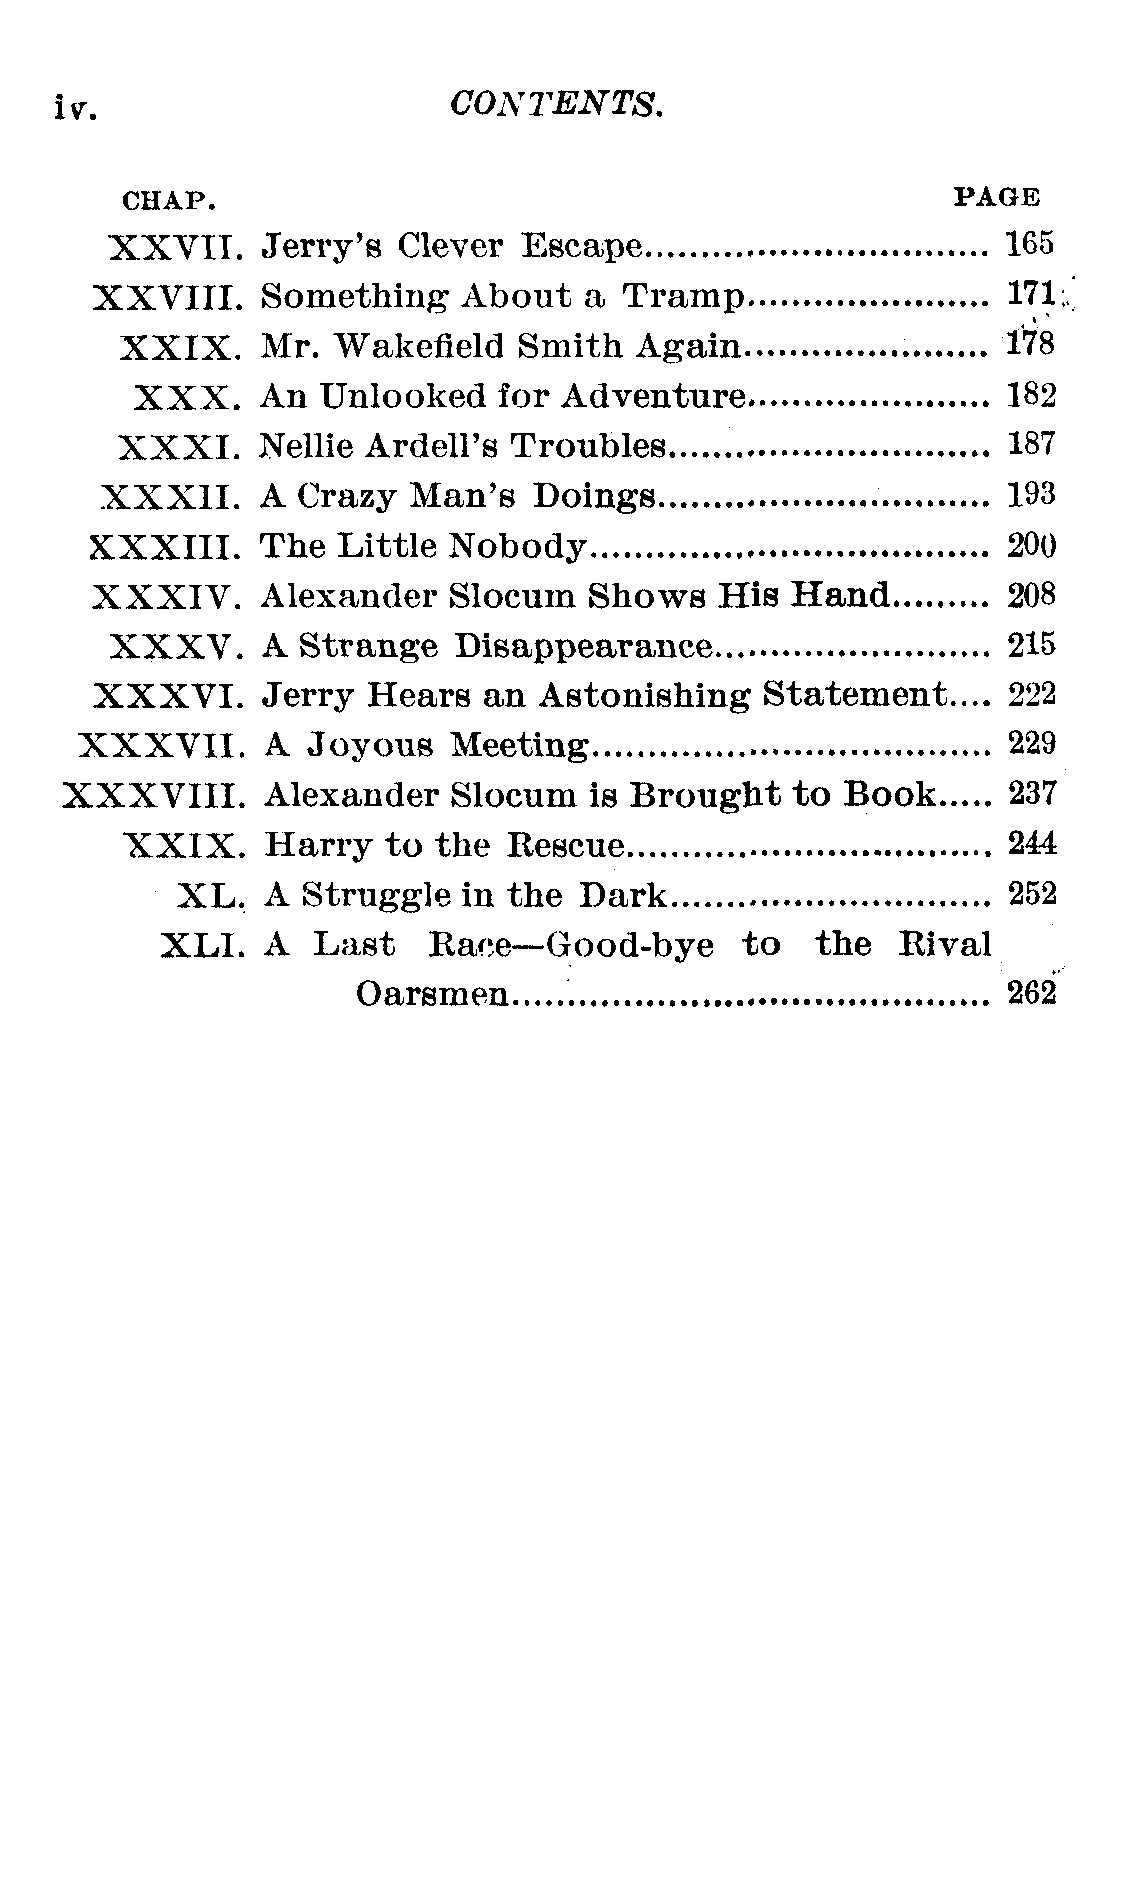 iv. CONTENTS.
CHAP. PAGE
XXVII. Jerry's Clever Escape............................... 165
XXVIII. Something About a Tramp...................... 171
XXIX. Mr. Wakefield Smith Again...................... 178
XXX. An Unlooked for Adventure...................... 182
XXXI. Nellie Ardell's Troubles............................. 187
XXXII. A Crazy Man's Doings.............................. 193
XXXIII. The Little Nobody.................................... 200
XXXIV. Alexander Slocum Shows His Hand......... 208
XXXV. A Strange Disappearance......................... 215
XXXVI. Jerry Hears an Astonishing Statement.... 222
XXXVII. A Joyous Meeting.................................... 229
XXXVIII. Alexander Slocum is Brought to Book..... 237
XXIX. Harry to the Rescue................................. 244
XL. A Struggle in the Dark............................. 252
XLI. A Last Race—Good-bye to the Rival
Oarsmen........................................... 262